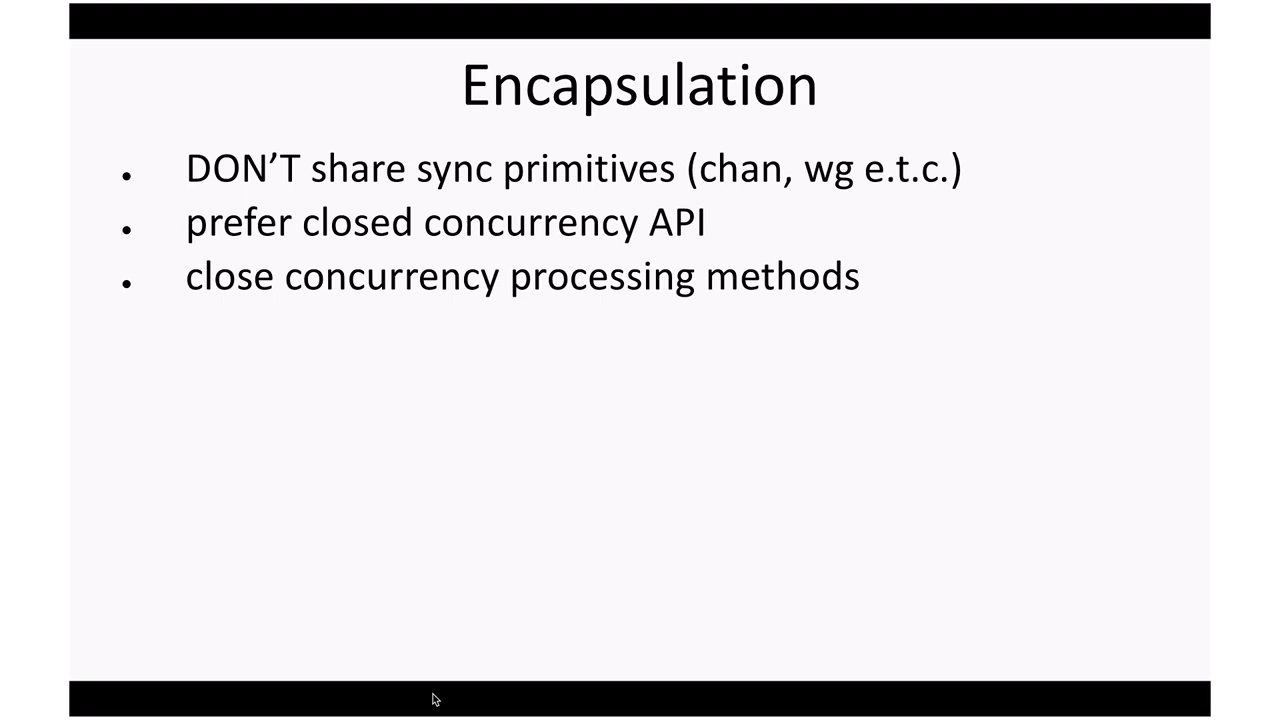 Encapsulation
• DON’T share sync primitives (chan, wg e.t.c.)
• prefer closed concurrency API
• close concurrency processing methods